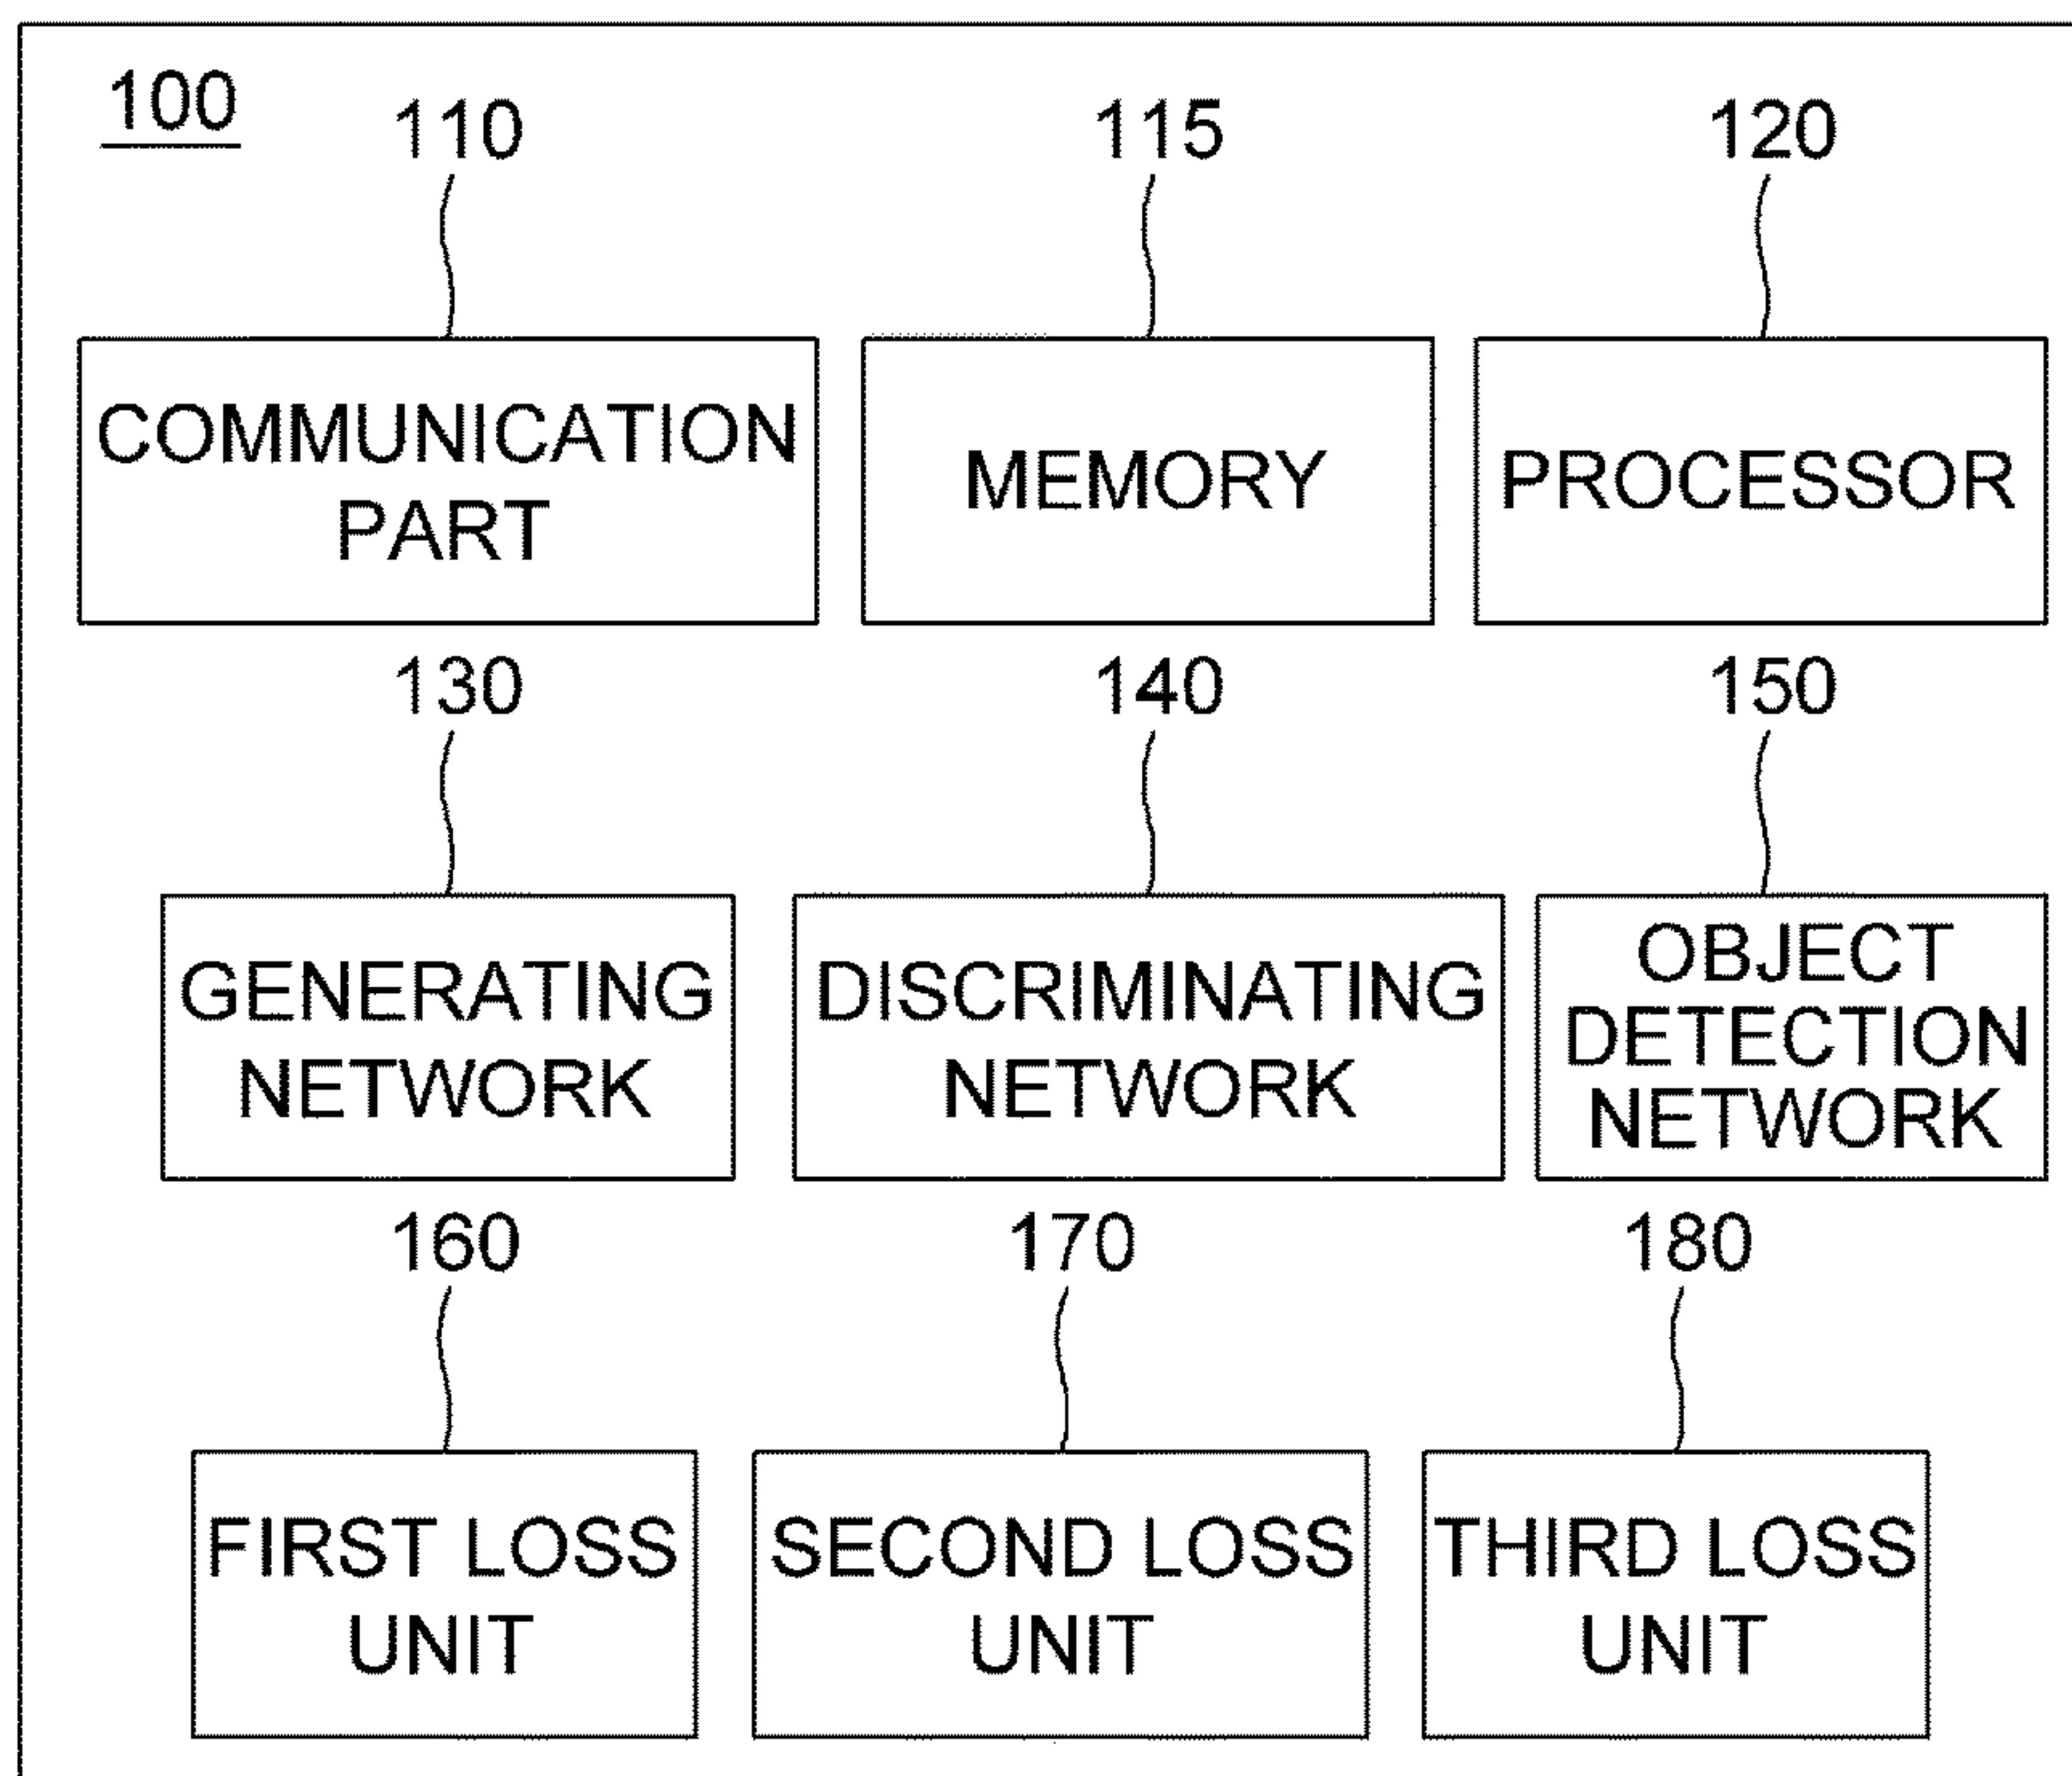 100
110
115
120
COMMUNICATION
PART
MEMORY
PROCESSOR
130
140
150
GENERATING
NETWORK
DISCRIMINATING
NETWORK
OBJECT
DETECTION
NETWORK
160
170
180
FIRST LOSS
UNIT
SECOND LOSS
UNIT
THIRD LOSS
UNIT